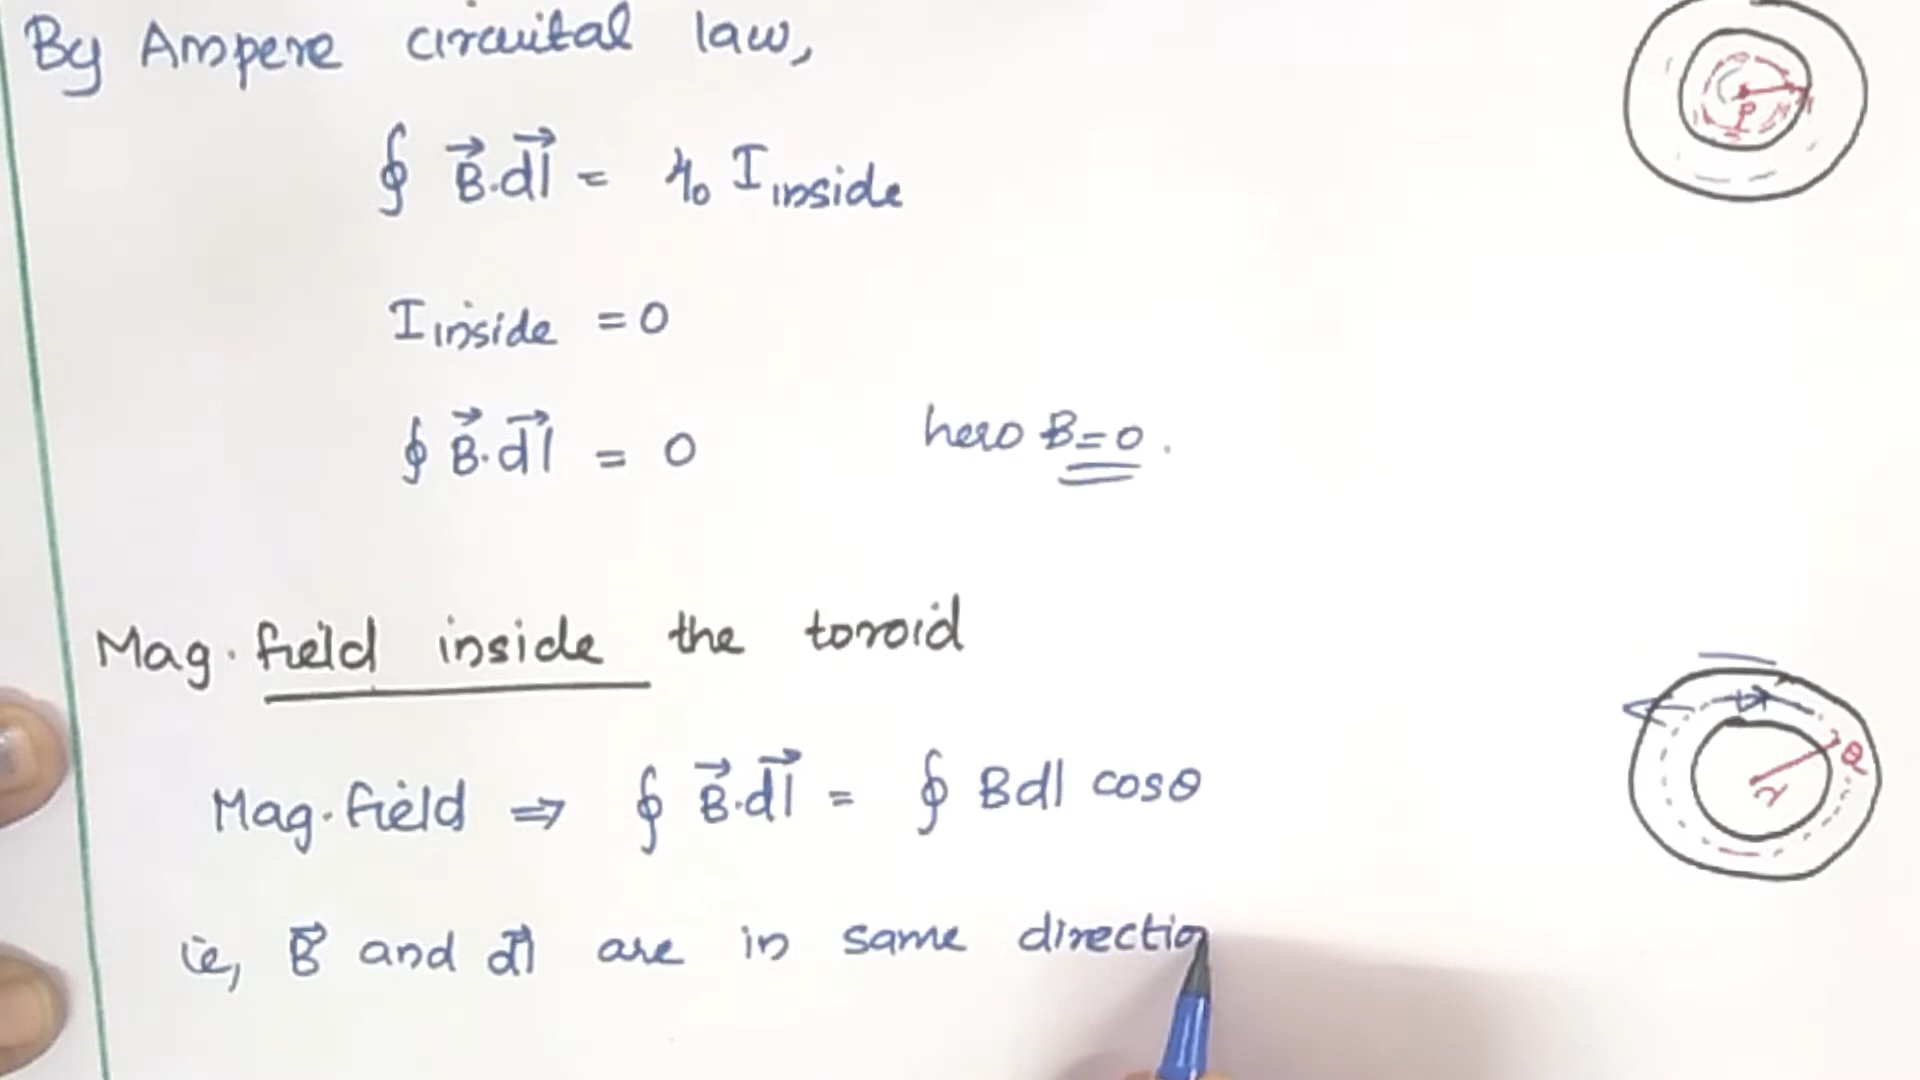 By Ampere circuital law,
∮ B⃗.dl⃗ = μ₀ I inside
I inside = 0
∮ B⃗.dl⃗ = 0 here B=0.
P
Mag. field inside the toroid
Mag. field ⇒ ∮ B⃗.dl⃗ = ∮ Bdl cosθ
Q
r
ie, B⃗ and dl⃗ are in same direction